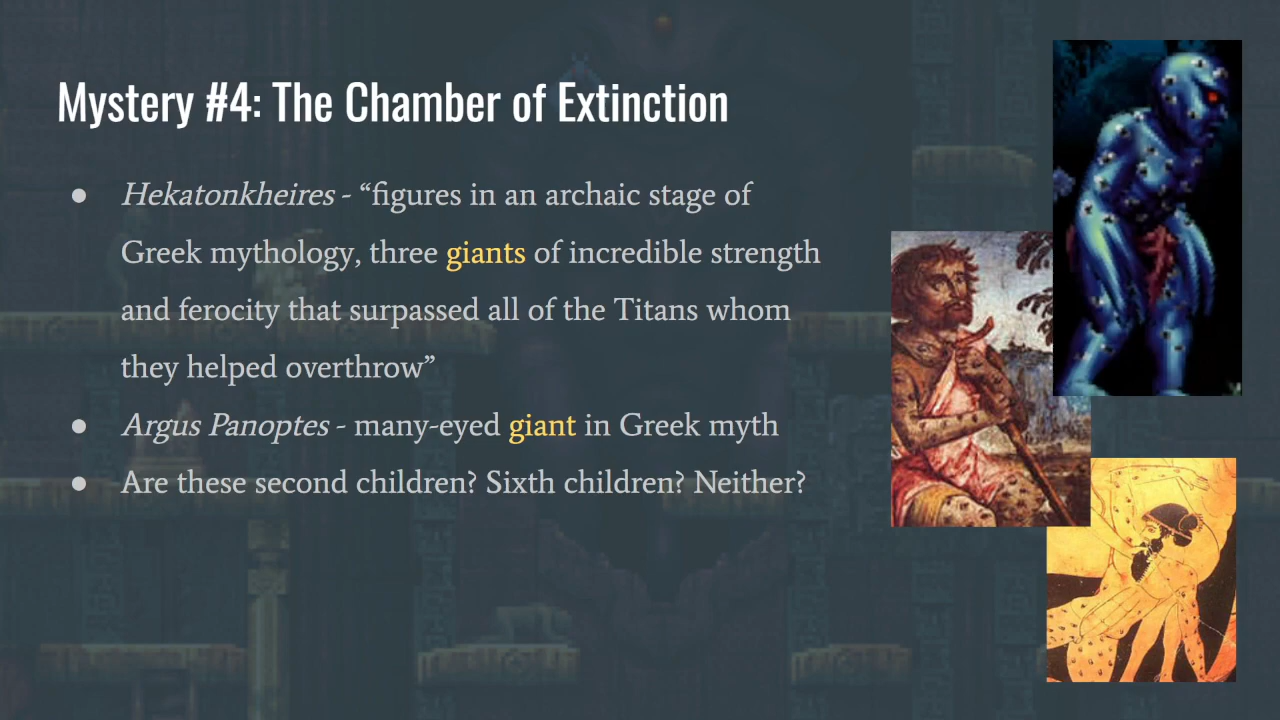 Mystery #4: The Chamber of Extinction
● Hekatonkheires - “figures in an archaic stage of
Greek mythology, three giants of incredible strength
and ferocity that surpassed all of the Titans whom
they helped overthrow”
● Argus Panoptes - many-eyed giant in Greek myth
● Are these second children? Sixth children? Neither?